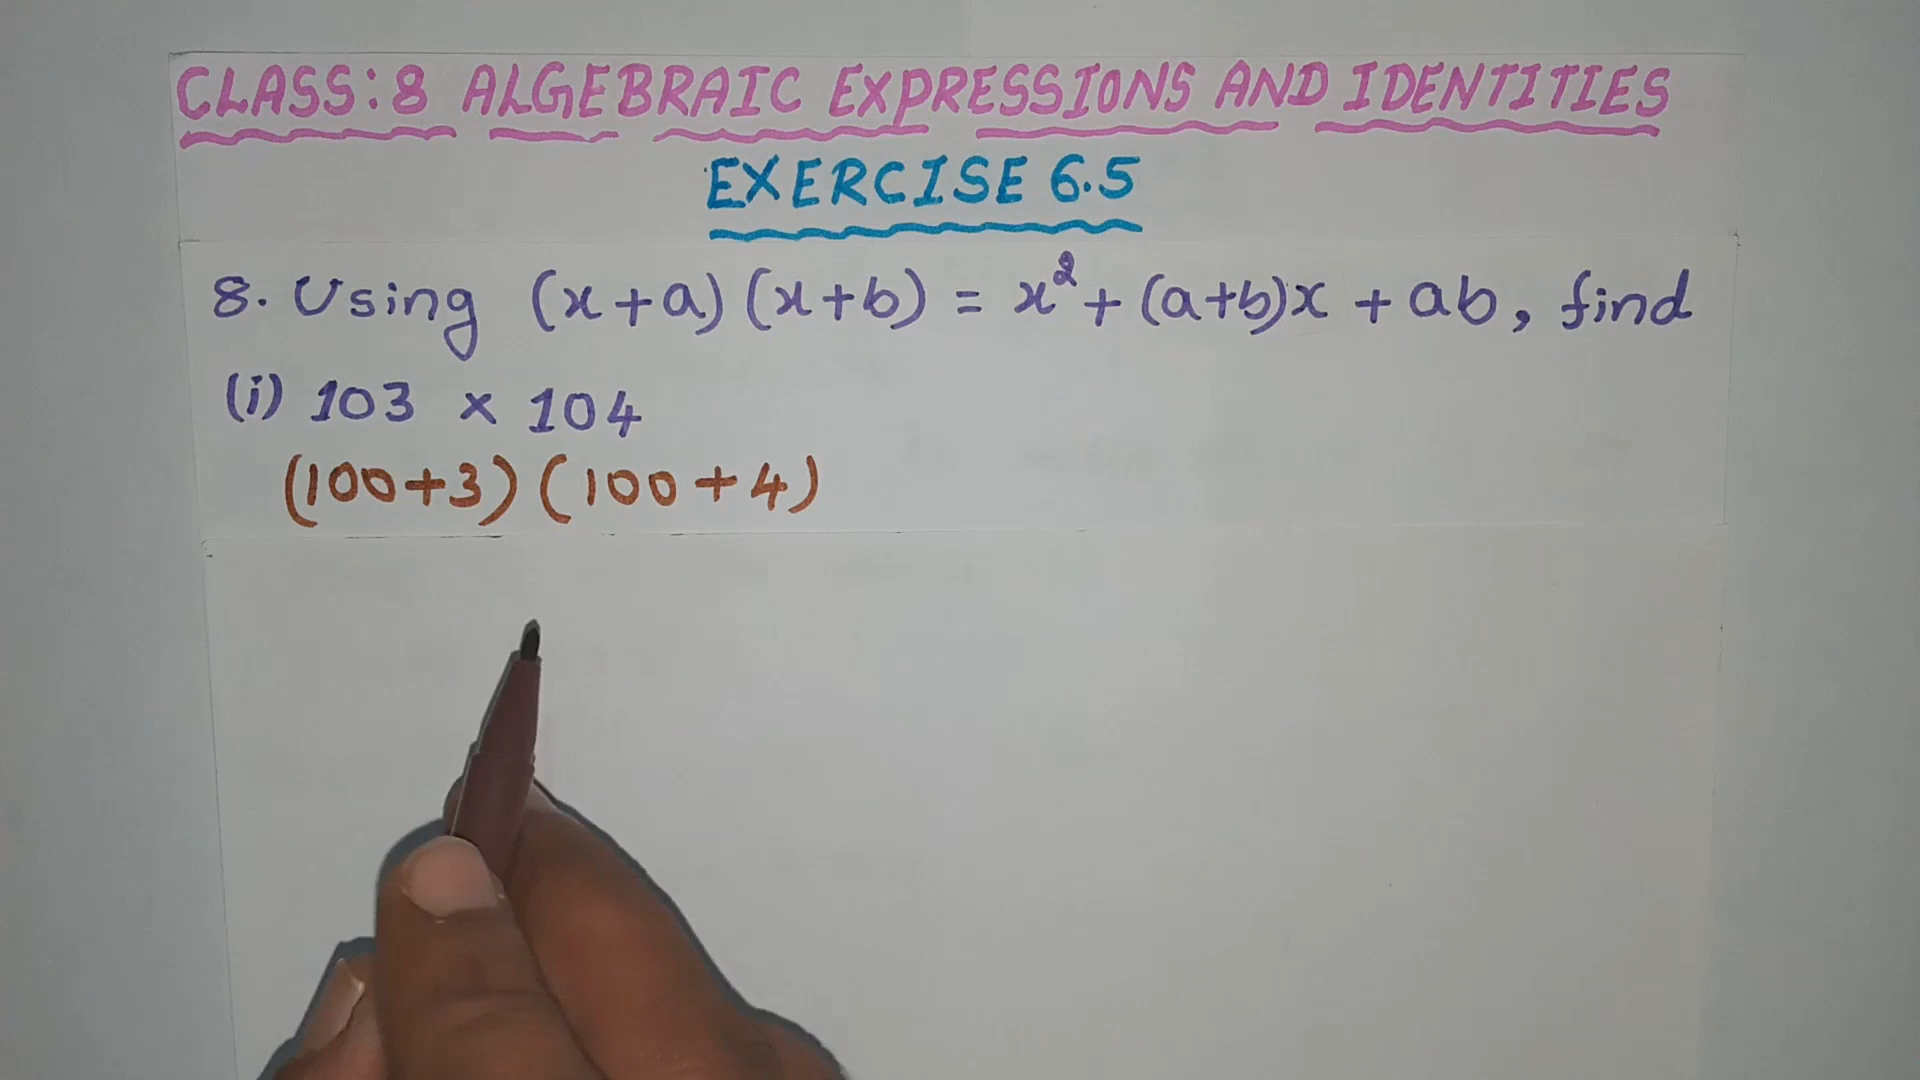 CLASS:8 ALGEBRAIC EXPRESSIONS AND IDENTITIES
EXERCISE 6.5
8. Using (x+a)(x+b) = x²+(a+b)x + ab, find
(i) 103 x 104
(100+3)(100+4)